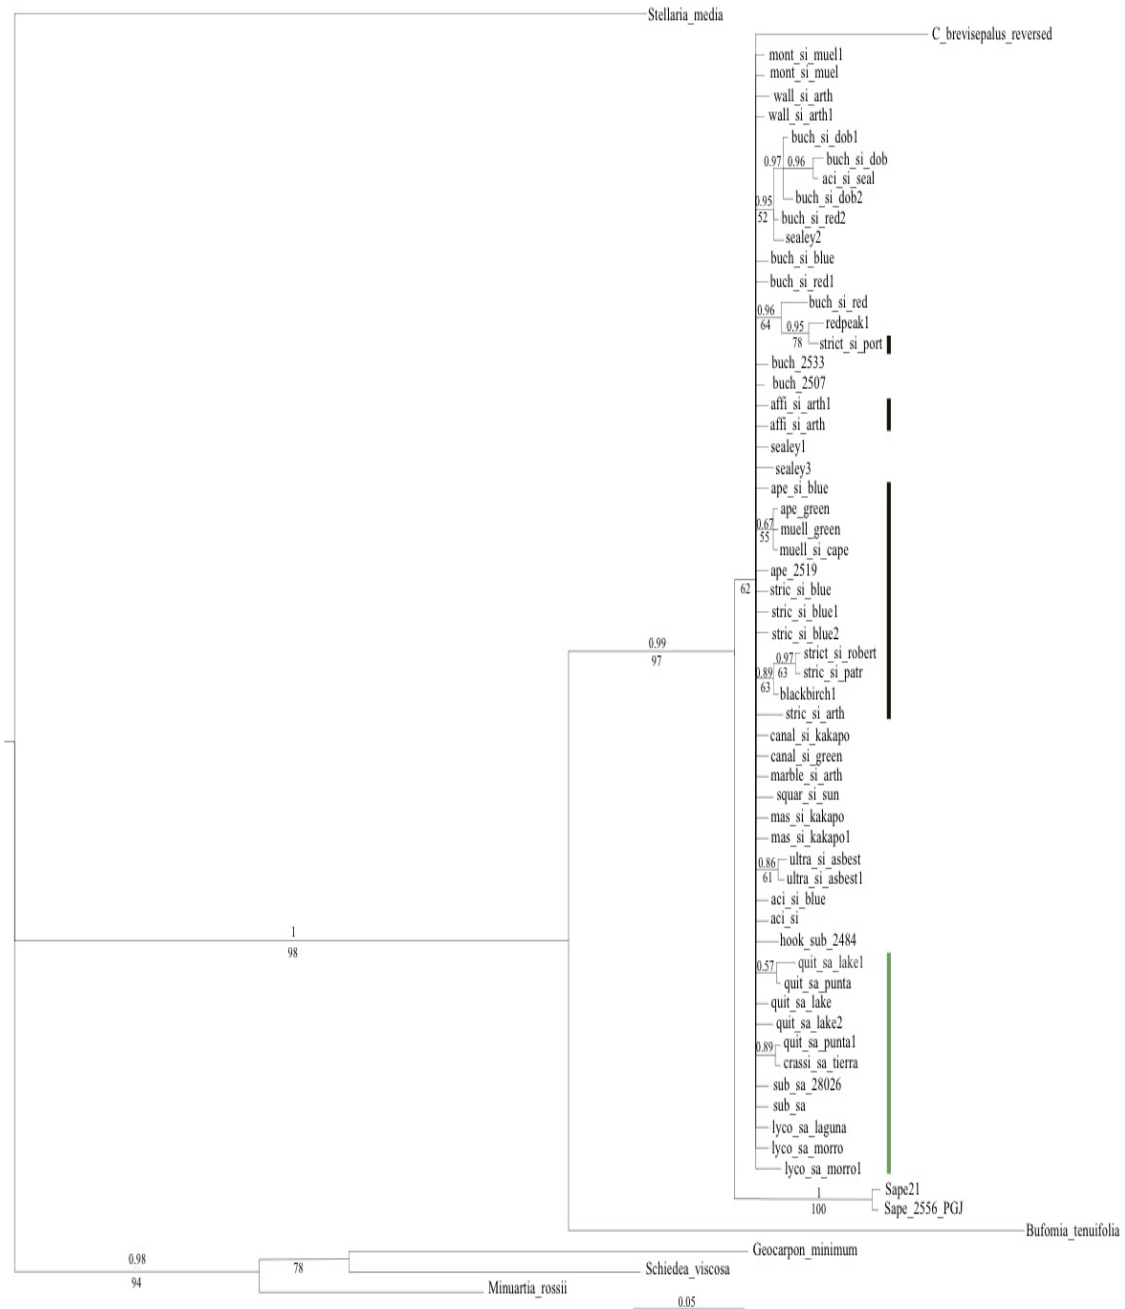 Stellaria_media
C_brevisepalus_reversed
mont_si_muel1
mont_si_muel
wall_si_arth
wall_si_arth1
buch_si_dob1
0.97 0.96 buch_si_dob
aci_si_seal
buch_si_dob2
0.95
52 buch_si_red2
sealey2
buch_si_blue
buch_si_red1
buch_si_red
0.96
64 0.95 redpeak1
78 strict_si_port
buch_2533
buch_2507
affi_si_arth1
affi_si_arth
sealey1
sealey3
ape_si_blue
ape_green
0.67 muell_green
55
muell_si_cape
ape_2519
62 stric_si_blue
stric_si_blue1
stric_si_blue2
0.99
97
0.97 strict_si_robert
0.89 63 stric_si_patr
63 blackbirch1
stric_si_arth
canal_si_kakapo
canal_si_green
marble_si_arth
squar_si_sun
mas_si_kakapo
mas_si_kakapo1
0.86 ultra_si_asbest
61 ultra_si_asbest1
aci_si_blue
aci_si
1
98
hook_sub_2484
0.57 quit_sa_lake1
quit_sa_punta
quit_sa_lake
quit_sa_lake2
0.89 quit_sa_punta1
crassi_sa_tierra
sub_sa_28026
sub_sa
lyco_sa_laguna
lyco_sa_morro
lyco_sa_morro1
1 Sape21
100 Sape_2556_PGJ
Bufomia_tenuifolia
Geocarpon_minimum
0.98
94
78 Schiedea_viscosa
Minuartia_rossii
0.05